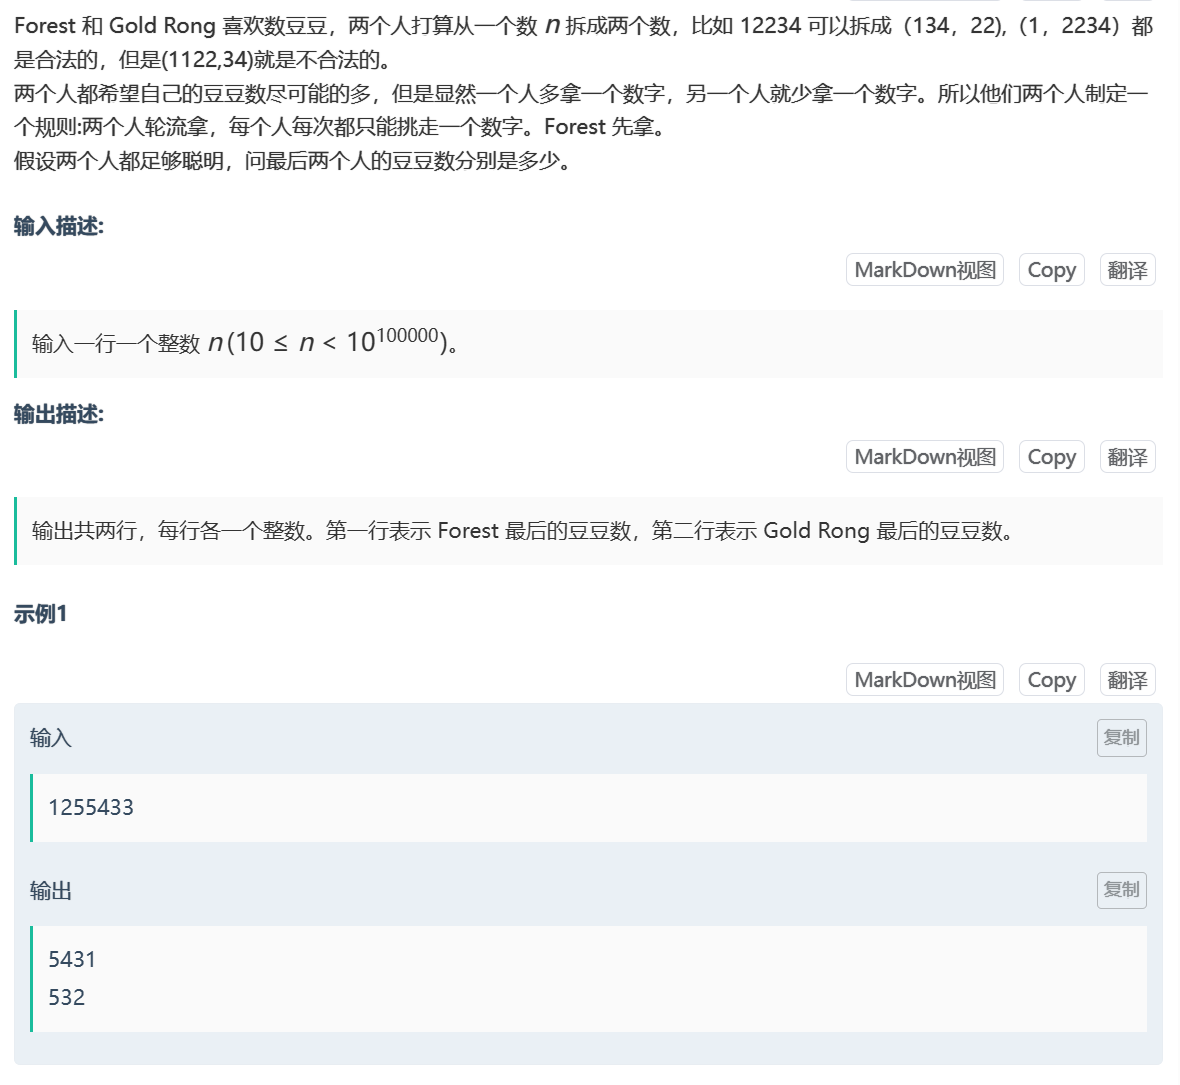 Forest 和 Gold Rong 喜欢数豆豆，两个人打算从一个数 n 拆成两个数，比如 12234 可以拆成（134，22)，（1，2234）都
是合法的，但是(1122,34)就是不合法的。
两个人都希望自己的豆豆数尽可能的多，但是显然一个人多拿一个数字，另一个人就少拿一个数字。所以他们两个人制定一
个规则:两个人轮流拿，每个人每次都只能挑走一个数字。Forest 先拿。
假设两个人都足够聪明，问最后两个人的豆豆数分别是多少。
输入描述:
MarkDown视图 Copy 翻译
输入一行一个整数 n(10 ≤ n < 10^100000)。
输出描述:
MarkDown视图 Copy 翻译
输出共两行，每行各一个整数。第一行表示 Forest 最后的豆豆数，第二行表示 Gold Rong 最后的豆豆数。
示例1
MarkDown视图 Copy 翻译
输入 复制
1255433
输出 复制
5431
532